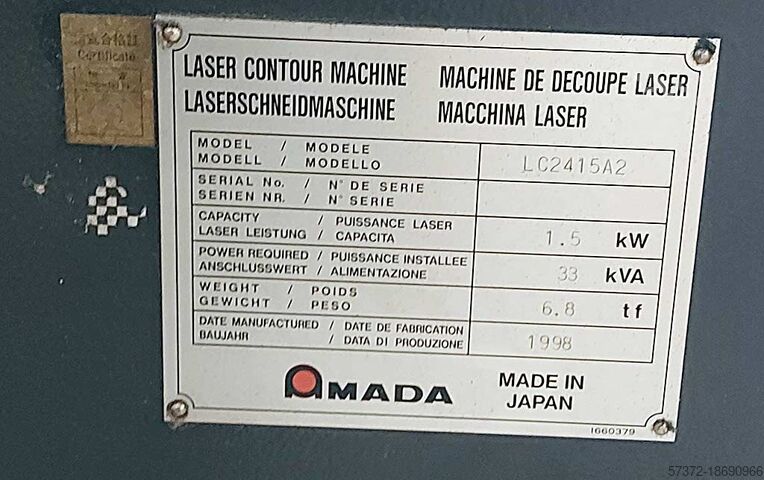 Certificate
LASER CONTOUR MACHINE MACHINE DE DECOUPE LASER
LASERSCHNEIDMASCHINE MACCHINA LASER
MODEL / MODELE
MODELL / MODELLO
LC2415A2
SERIAL No. / N° DE SERIE
SERIEN NR. / N° SERIE
CAPACITY / PUISSANCE LASER
LASER LEISTUNG / CAPACITA
1.5 kW
POWER REQUIRED / PUISSANCE INSTALLEE
ANSCHLUSSWERT / ALIMENTAZIONE
33 kVA
WEIGHT / POIDS
GEWICHT / PESO
6.8 tf
DATE MANUFACTURED / DATE DE FABRICATION
BAUJAHR / DATA DI PRODUZIONE
1998
AMADA
MADE IN
JAPAN
1660379
57372-18690966